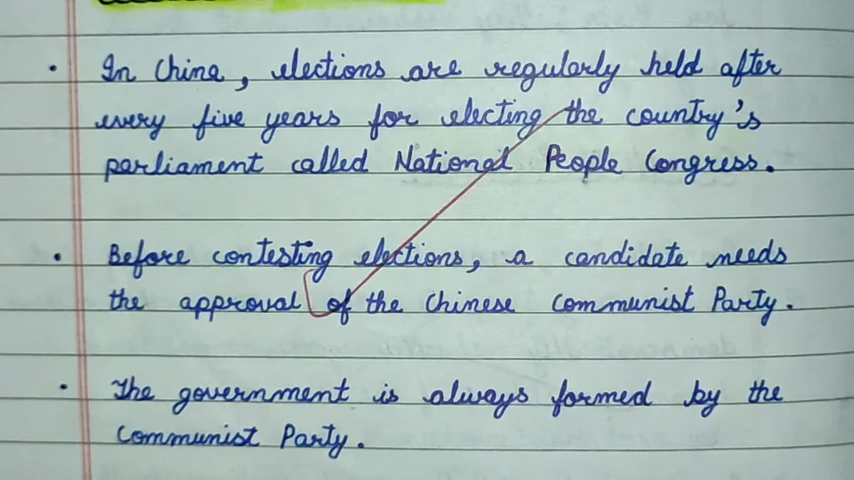 • In China, elections are regularly held after
every five years for electing the country's
parliament called National People Congress.
• Before contesting elections, a candidate needs
the approval of the Chinese Communist Party.
• The government is always formed by the
Communist Party.